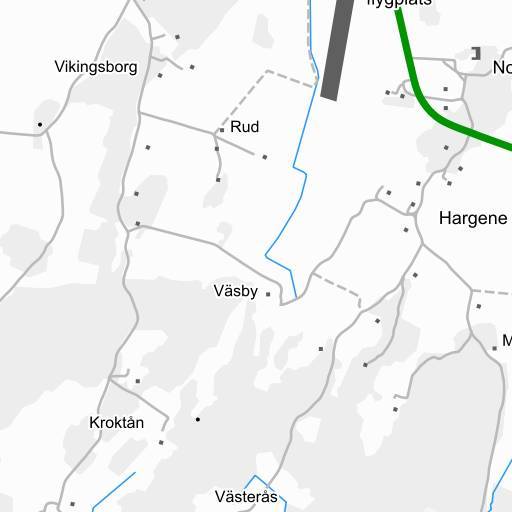 flygplats
Vikingsborg
No
Rud
Hargene
Väsby
M
Kroktån
Västerås